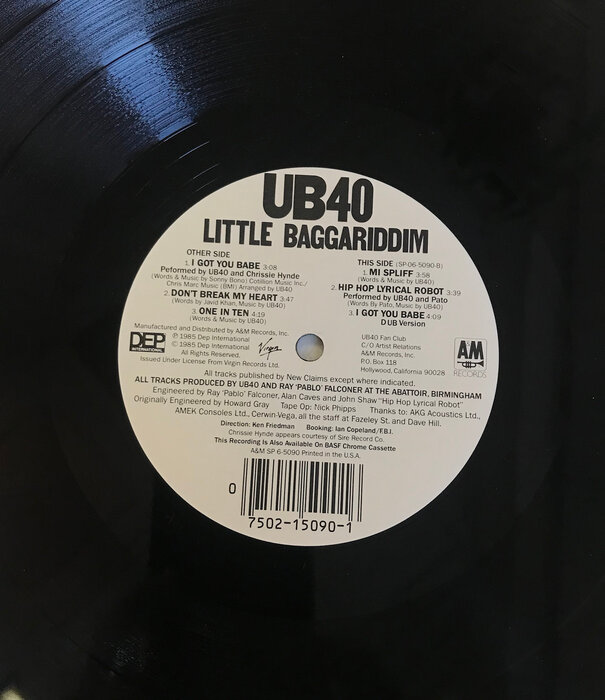 UB40
LITTLE BAGGARIDDIM
OTHER SIDE
1. I GOT YOU BABE 3:08
Peformed by UB40 and Chrissie Hynde
(Words & Music by Sonny Bono) Cotillion Music Inc./
Chris Marc Music (BMI) Arranged by UB40
2. DON'T BREAK MY HEART 3:47
(Words by Javid Khan, Music by UB40)
3. ONE IN TEN 4:19
(Words & Music by UB40)
THIS SIDE (SP-06-5090-B)
1. MI SPLIFF 3:58
(Words & Music by UB40)
2. HIP HOP LYRICAL ROBOT 3:39
Performed by UB40 and Pato
(Words By Pato, Music by UB40)
3. I GOT YOU BABE 4:09
DUB Version
Manufactured and Distributed by A&M Records, Inc.
℗ 1985 Dep International
© 1985 Dep International
All Rights Reserved.
Issued Under License From Virgin Records Ltd.
DEP
INTERNATIONAL
Virgin
UB40 Fan Club
C/O Artist Relations
A&M Records, Inc.
P.O. Box 118
Hollywood, California 90028
A&M
RECORDS
All tracks published by New Claims except where indicated.
ALL TRACKS PRODUCED BY UB40 AND RAY 'PABLO' FALCONER AT THE ABATTOIR, BIRMINGHAM
Engineered by Ray 'Pablo' Falconer, Alan Caves and John Shaw "Hip Hop Lyrical Robot"
Originally Engineered by Howard Gray Tape Op: Nick Phipps Thanks to: AKG Acoustics Ltd.,
AMEK Consoles Ltd., Cerwin-Vega, all the staff at Fazeley St. and Dave Hill.
Direction: Ken Friedman Booking: Ian Copeland/F.B.I.
Chrissie Hynde appears courtesy of Sire Record Co.
This Recording Is Also Available On BASF Chrome Cassette
A&M SP 6-5090 Printed in the U.S.A.
0 7502-15090-1